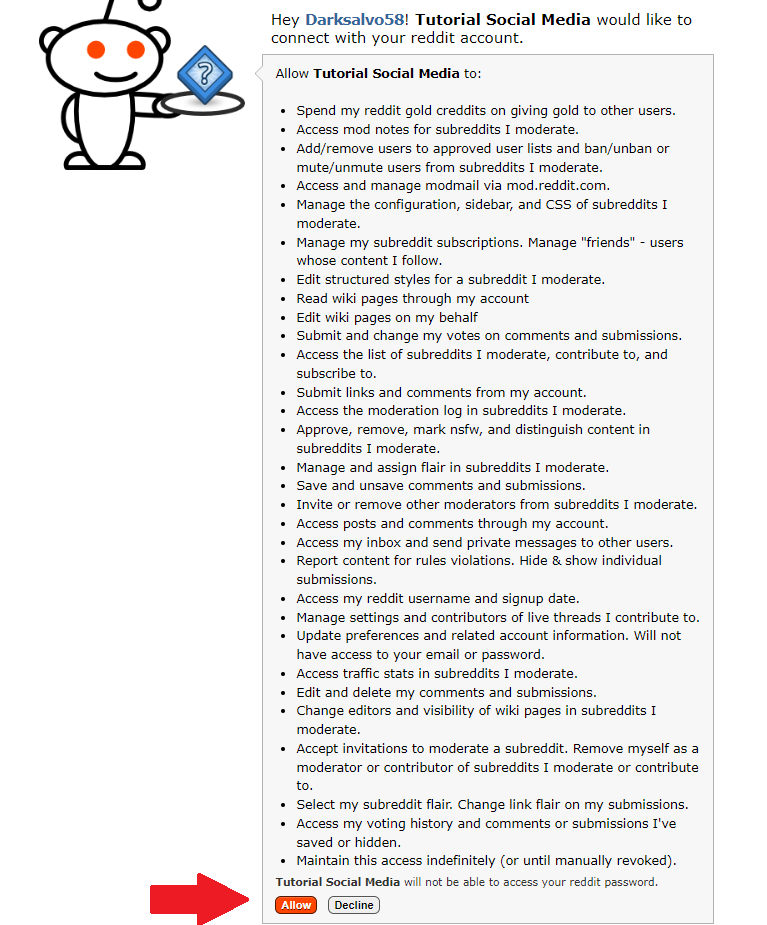 Hey Darksalvo58! Tutorial Social Media would like to
connect with your reddit account.
?
Allow Tutorial Social Media to:
• Spend my reddit gold creddits on giving gold to other users.
• Access mod notes for subreddits I moderate.
• Add/remove users to approved user lists and ban/unban or
mute/unmute users from subreddits I moderate.
• Access and manage modmail via mod.reddit.com.
• Manage the configuration, sidebar, and CSS of subreddits I
moderate.
• Manage my subreddit subscriptions. Manage "friends" - users
whose content I follow.
• Edit structured styles for a subreddit I moderate.
• Read wiki pages through my account
• Edit wiki pages on my behalf
• Submit and change my votes on comments and submissions.
• Access the list of subreddits I moderate, contribute to, and
subscribe to.
• Submit links and comments from my account.
• Access the moderation log in subreddits I moderate.
• Approve, remove, mark nsfw, and distinguish content in
subreddits I moderate.
• Manage and assign flair in subreddits I moderate.
• Save and unsave comments and submissions.
• Invite or remove other moderators from subreddits I moderate.
• Access posts and comments through my account.
• Access my inbox and send private messages to other users.
• Report content for rules violations. Hide & show individual
submissions.
• Access my reddit username and signup date.
• Manage settings and contributors of live threads I contribute to.
• Update preferences and related account information. Will not
have access to your email or password.
• Access traffic stats in subreddits I moderate.
• Edit and delete my comments and submissions.
• Change editors and visibility of wiki pages in subreddits I
moderate.
• Accept invitations to moderate a subreddit. Remove myself as a
moderator or contributor of subreddits I moderate or contribute
to.
• Select my subreddit flair. Change link flair on my submissions.
• Access my voting history and comments or submissions I've
saved or hidden.
• Maintain this access indefinitely (or until manually revoked).
Tutorial Social Media will not be able to access your reddit password.
Allow Decline